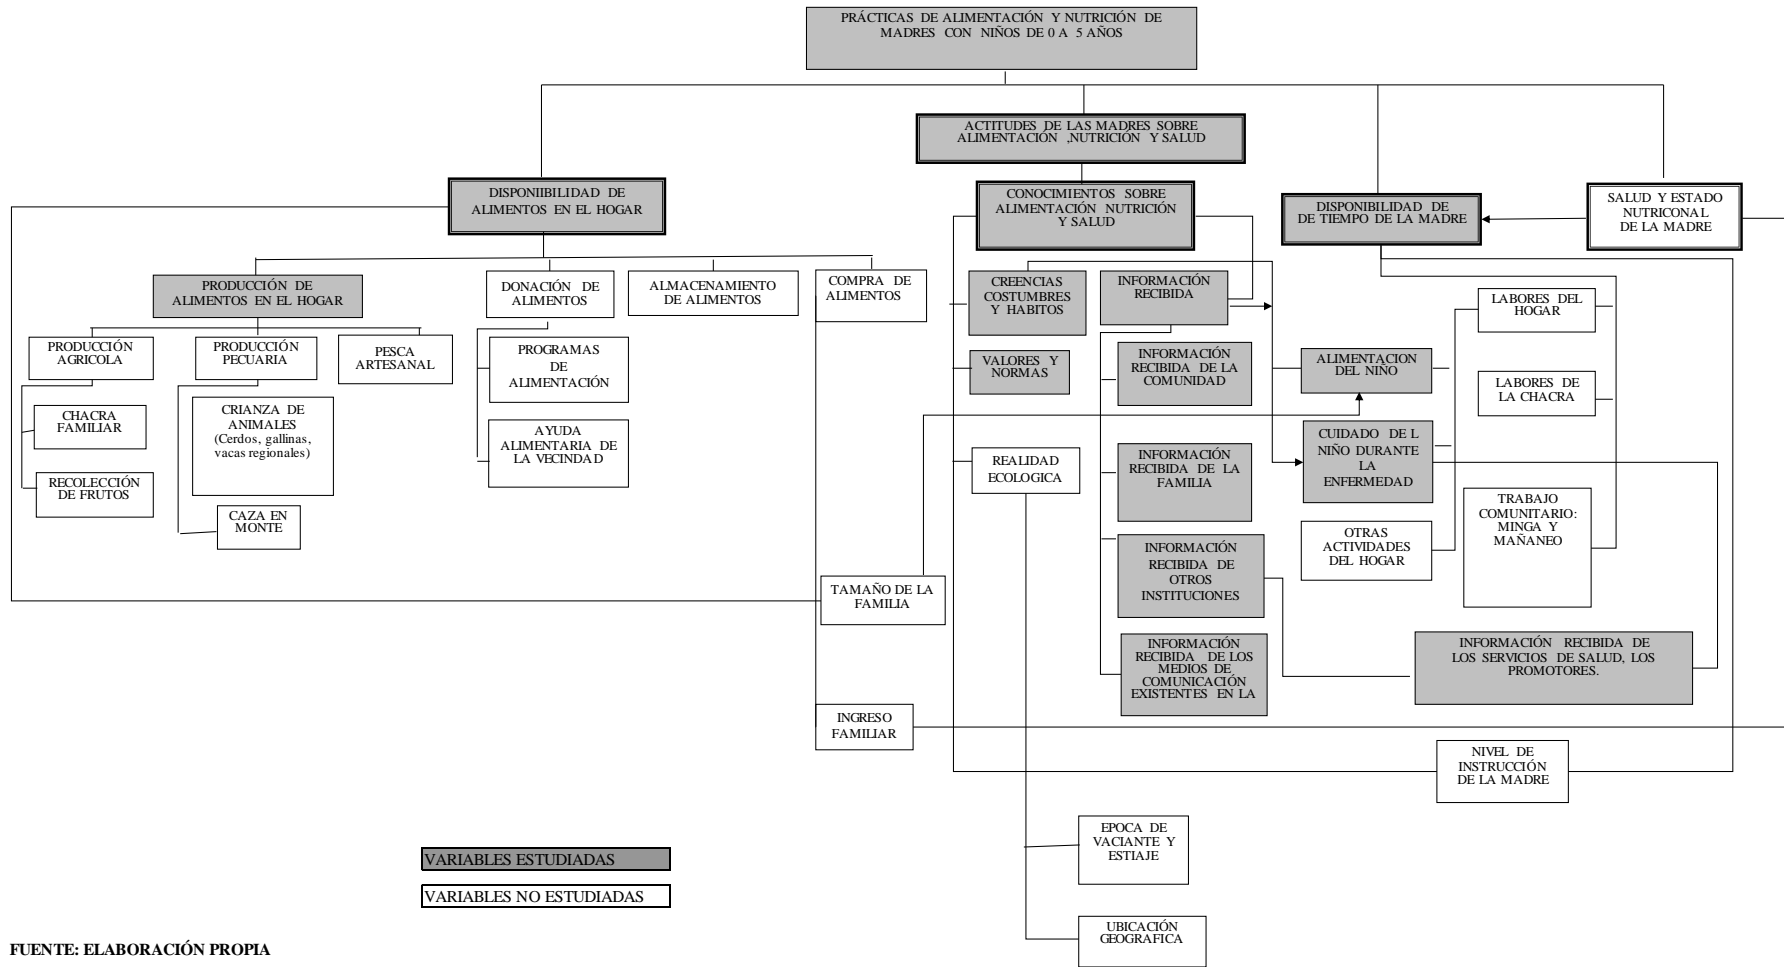 PRÁCTICAS DE ALIMENTACIÓN Y NUTRICIÓN DE
MADRES CON NIÑOS DE 0 A 5 AÑOS
ACTITUDES DE LAS MADRES SOBRE
ALIMENTACIÓN ,NUTRICIÓN Y SALUD
DISPONIIBILIDAD DE
ALIMENTOS EN EL HOGAR
CONOCIMIENTOS SOBRE
ALIMENTACIÓN NUTRICIÓN
Y SALUD
DISPONIBILIDAD DE
DE TIEMPO DE LA MADRE
SALUD Y ESTADO
NUTRICONAL
DE LA MADRE
PRODUCCIÓN DE
ALIMENTOS EN EL HOGAR
DONACIÓN DE
ALIMENTOS
ALMACENAMIENTO
DE ALIMENTOS
COMPRA DE
ALIMENTOS
CREENCIAS
COSTUMBRES
Y HABITOS
INFORMACIÓN
RECIBIDA
LABORES DEL
HOGAR
PRODUCCIÓN
AGRICOLA
PRODUCCIÓN
PECUARIA
PESCA
ARTESANAL
PROGRAMAS
DE
ALIMENTACIÓN
VALORES Y
NORMAS
INFORMACIÓN
RECIBIDA DE LA
COMUNIDAD
ALIMENTACION
DEL NIÑO
LABORES DE
LA CHACRA
CHACRA
FAMILIAR
CRIANZA DE
ANIMALES
(Cerdos, gallinas,
vacas regionales)
AYUDA
ALIMENTARIA DE
LA VECINDAD
REALIDAD
ECOLOGICA
INFORMACIÓN
RECIBIDA DE LA
FAMILIA
CUIDADO DE L
NIÑO DURANTE
LA
ENFERMEDAD
RECOLECCIÓN
DE FRUTOS
CAZA EN
MONTE
TRABAJO
COMUNITARIO:
MINGA Y
MAÑANEO
OTRAS
ACTIVIDADES
DEL HOGAR
INFORMACIÓN
RECIBIDA DE
OTROS
INSTITUCIONES
TAMAÑO DE LA
FAMILIA
INFORMACIÓN
RECIBIDA DE LOS
MEDIOS DE
COMUNICACIÓN
EXISTENTES EN LA
INFORMACIÓN RECIBIDA DE
LOS SERVICIOS DE SALUD, LOS
PROMOTORES.
INGRESO
FAMILIAR
NIVEL DE
INSTRUCCIÓN
DE LA MADRE
EPOCA DE
VACIANTE Y
ESTIAJE
VARIABLES ESTUDIADAS
VARIABLES NO ESTUDIADAS
UBICACIÓN
GEOGRAFICA
FUENTE: ELABORACIÓN PROPIA